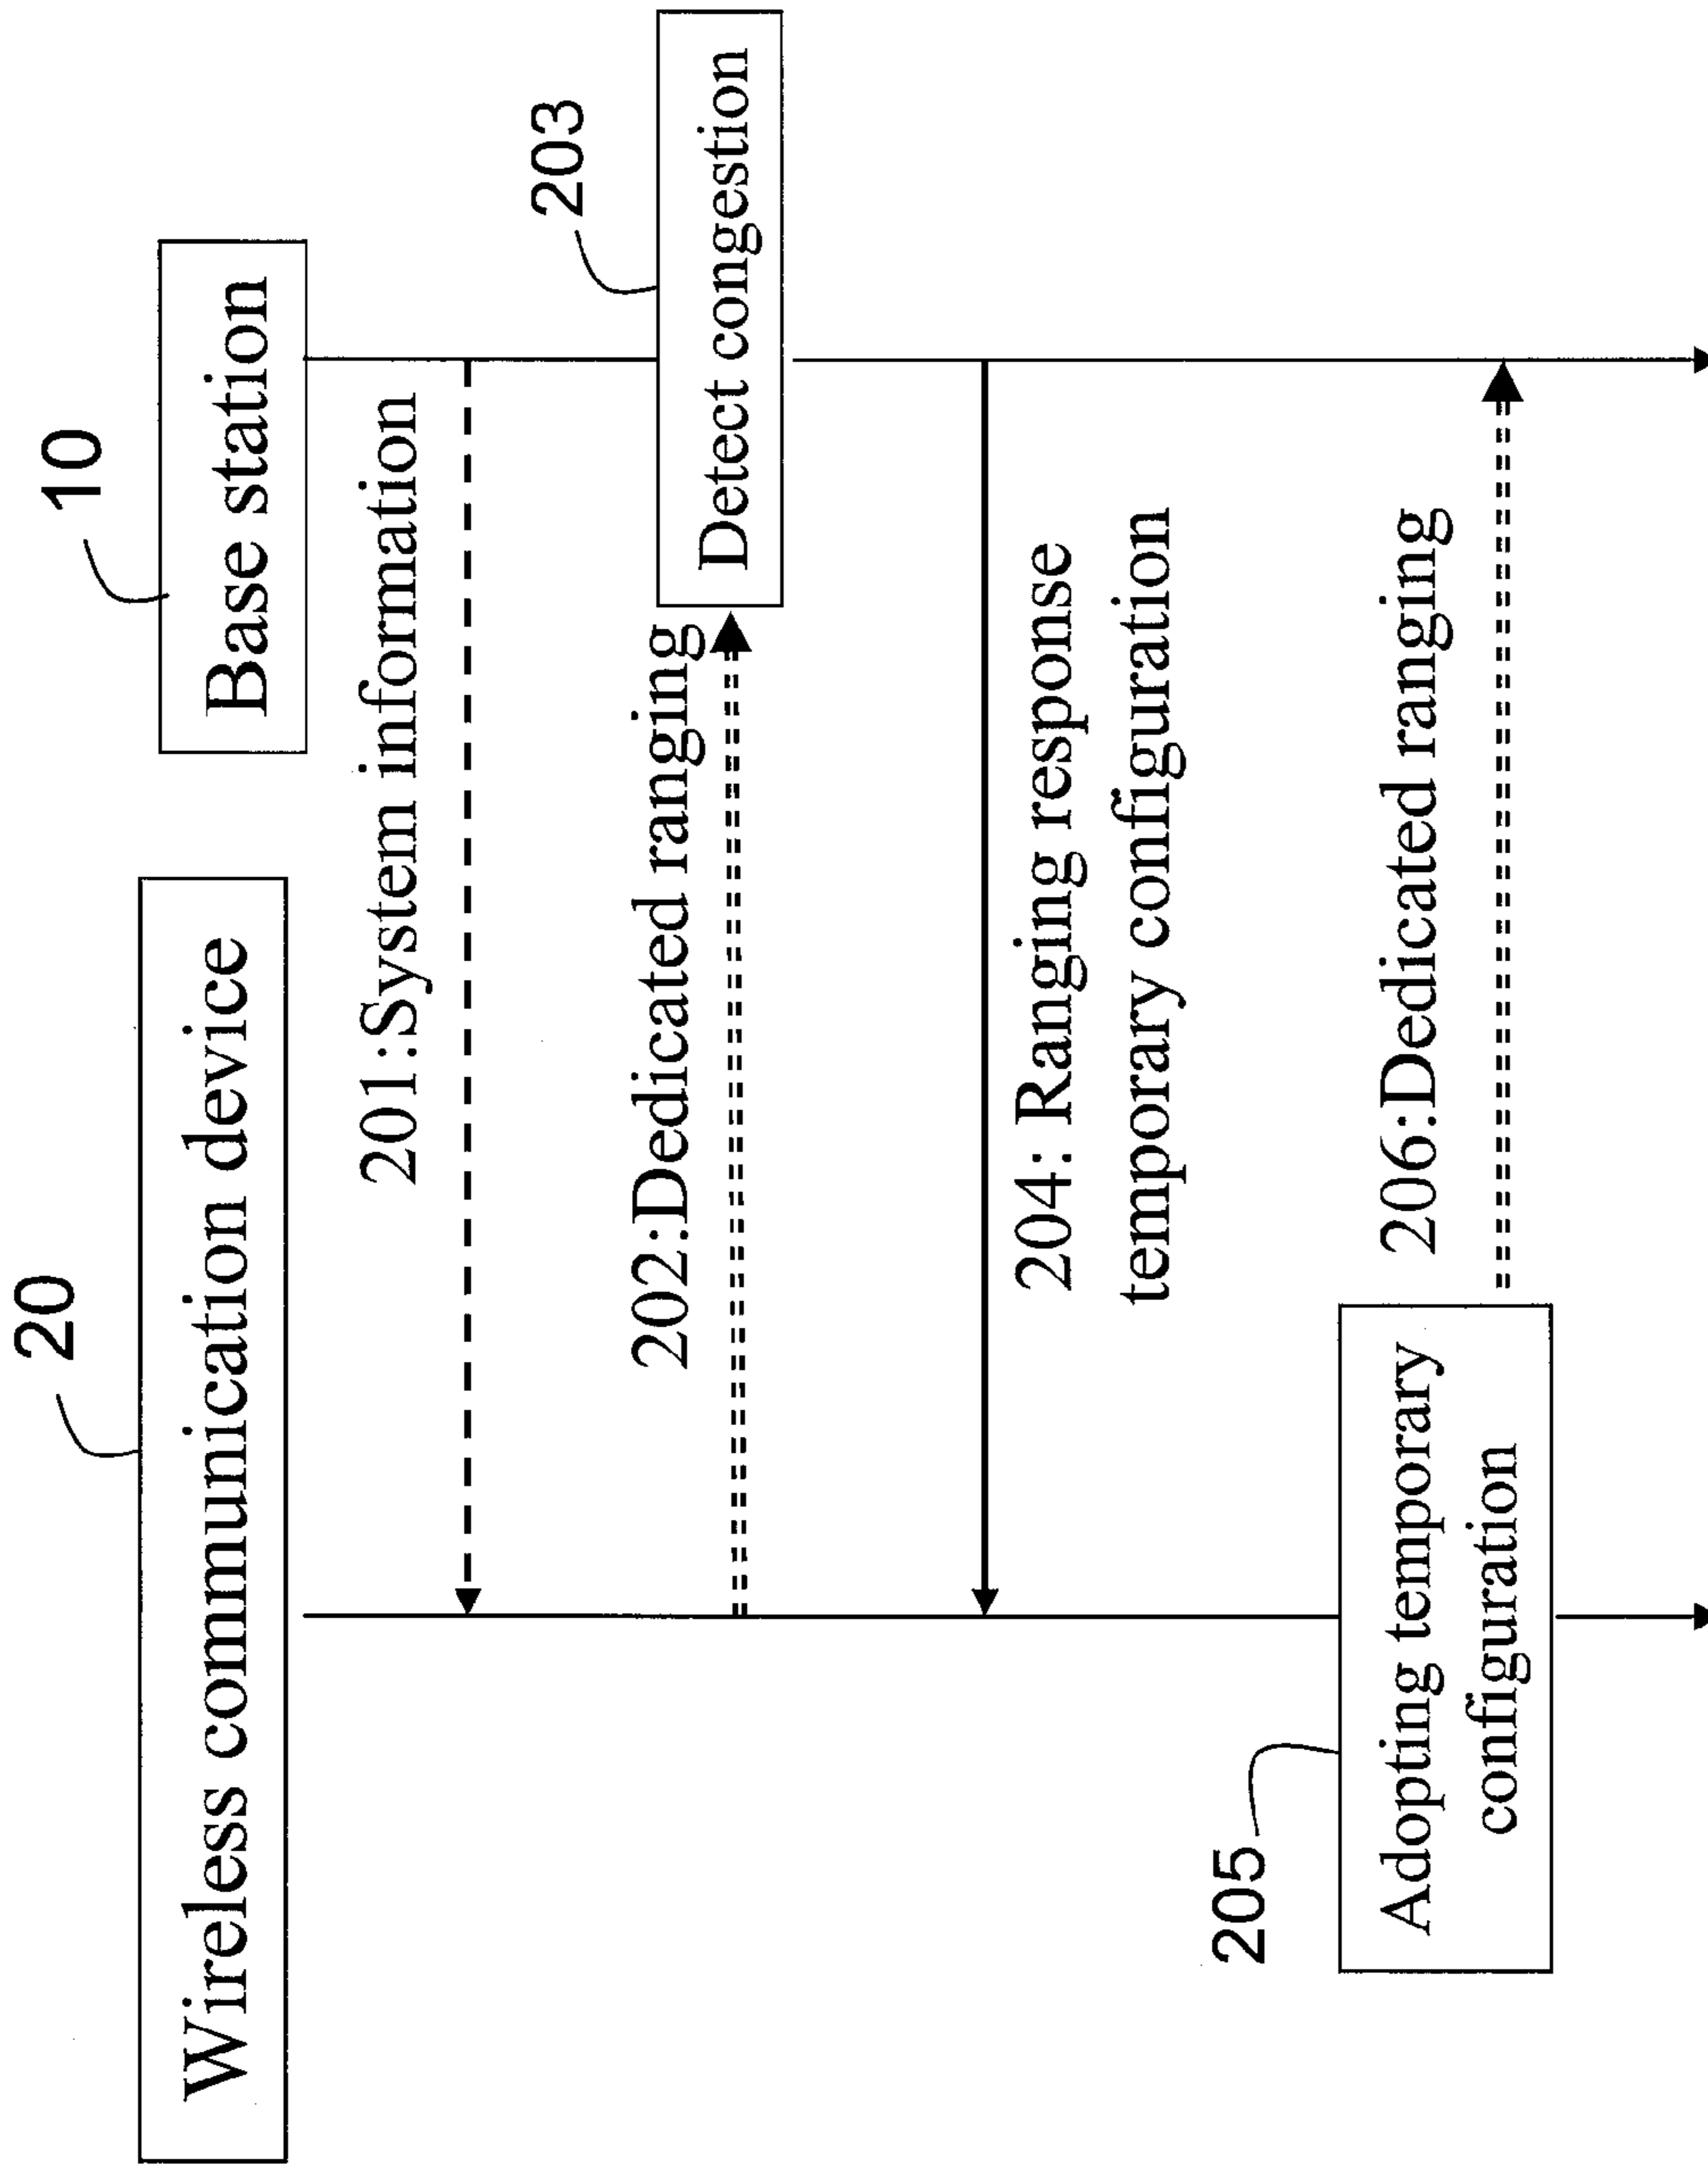 20
10
Wireless communication device
Base station
201:System information
203
202:Dedicated ranging
Detect congestion
204: Ranging response
temporary configuration
205
Adopting temporary
configuration
206:Dedicated ranging